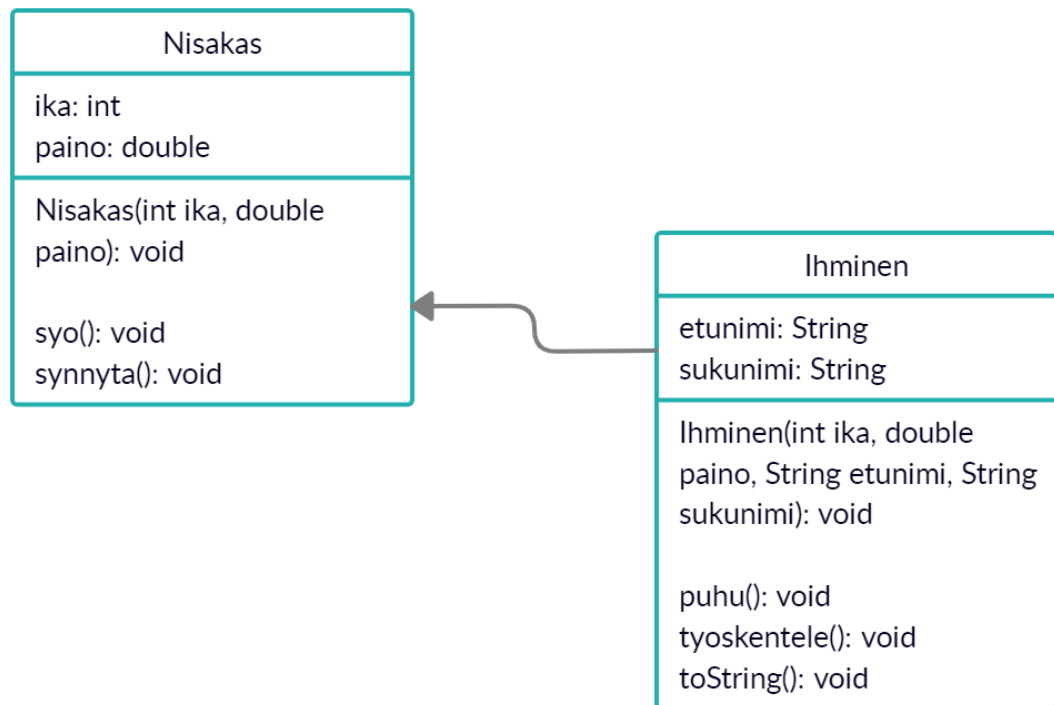 Nisakas
ika: int
paino: double
Nisakas(int ika, double
paino): void
syo(): void
synnyta(): void
Ihminen
etunimi: String
sukunimi: String
Ihminen(int ika, double
paino, String etunimi, String
sukunimi): void
puhu(): void
tyoskentele(): void
toString(): void